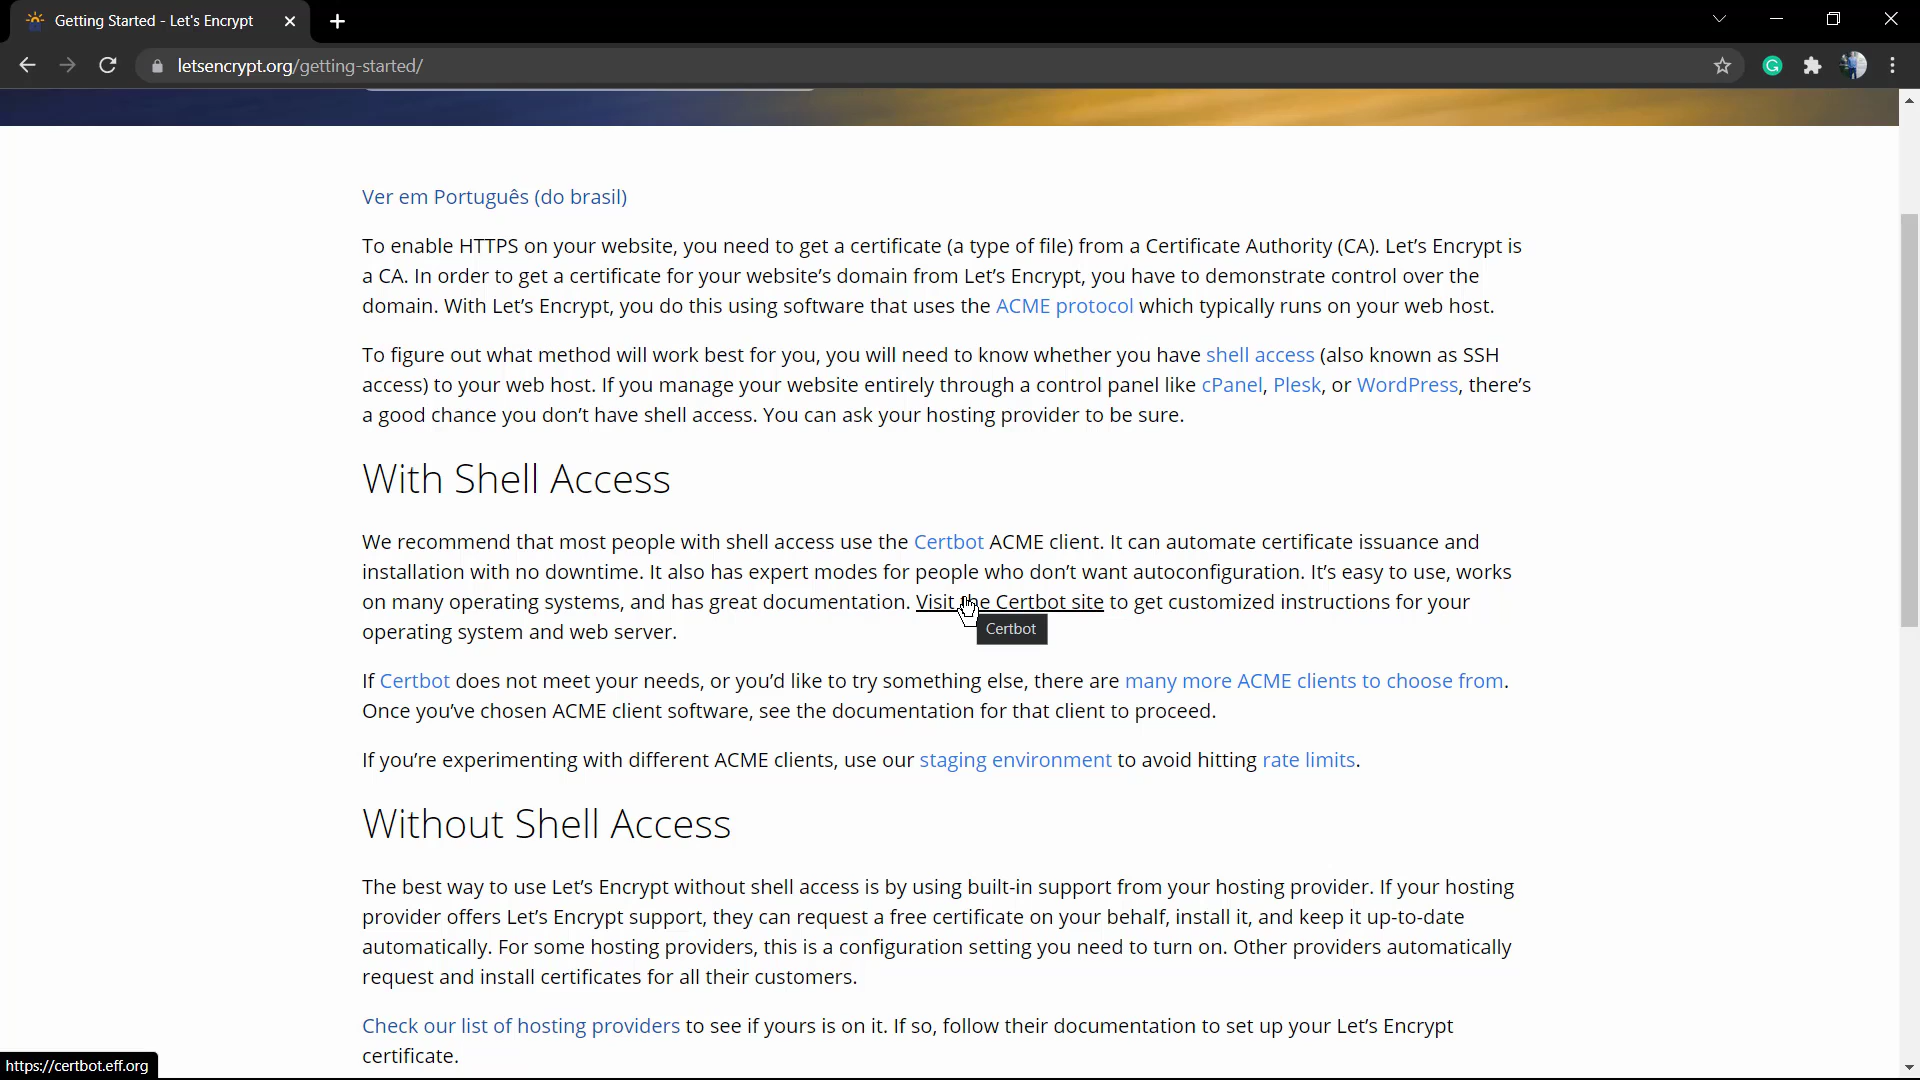 Getting Started - Let's Encrypt
letsencrypt.org/getting-started/
Ver em Português (do brasil)
To enable HTTPS on your website, you need to get a certificate (a type of file) from a Certificate Authority (CA). Let’s Encrypt is
a CA. In order to get a certificate for your website’s domain from Let’s Encrypt, you have to demonstrate control over the
domain. With Let’s Encrypt, you do this using software that uses the ACME protocol which typically runs on your web host.
To figure out what method will work best for you, you will need to know whether you have shell access (also known as SSH
access) to your web host. If you manage your website entirely through a control panel like cPanel, Plesk, or WordPress, there’s
a good chance you don’t have shell access. You can ask your hosting provider to be sure.
With Shell Access
We recommend that most people with shell access use the Certbot ACME client. It can automate certificate issuance and
installation with no downtime. It also has expert modes for people who don’t want autoconfiguration. It’s easy to use, works
on many operating systems, and has great documentation. Visit the Certbot site to get customized instructions for your
Certbot
operating system and web server.
If Certbot does not meet your needs, or you’d like to try something else, there are many more ACME clients to choose from.
Once you’ve chosen ACME client software, see the documentation for that client to proceed.
If you’re experimenting with different ACME clients, use our staging environment to avoid hitting rate limits.
Without Shell Access
The best way to use Let’s Encrypt without shell access is by using built-in support from your hosting provider. If your hosting
provider offers Let’s Encrypt support, they can request a free certificate on your behalf, install it, and keep it up-to-date
automatically. For some hosting providers, this is a configuration setting you need to turn on. Other providers automatically
request and install certificates for all their customers.
Check our list of hosting providers to see if yours is on it. If so, follow their documentation to set up your Let’s Encrypt
certificate.
https://certbot.eff.org